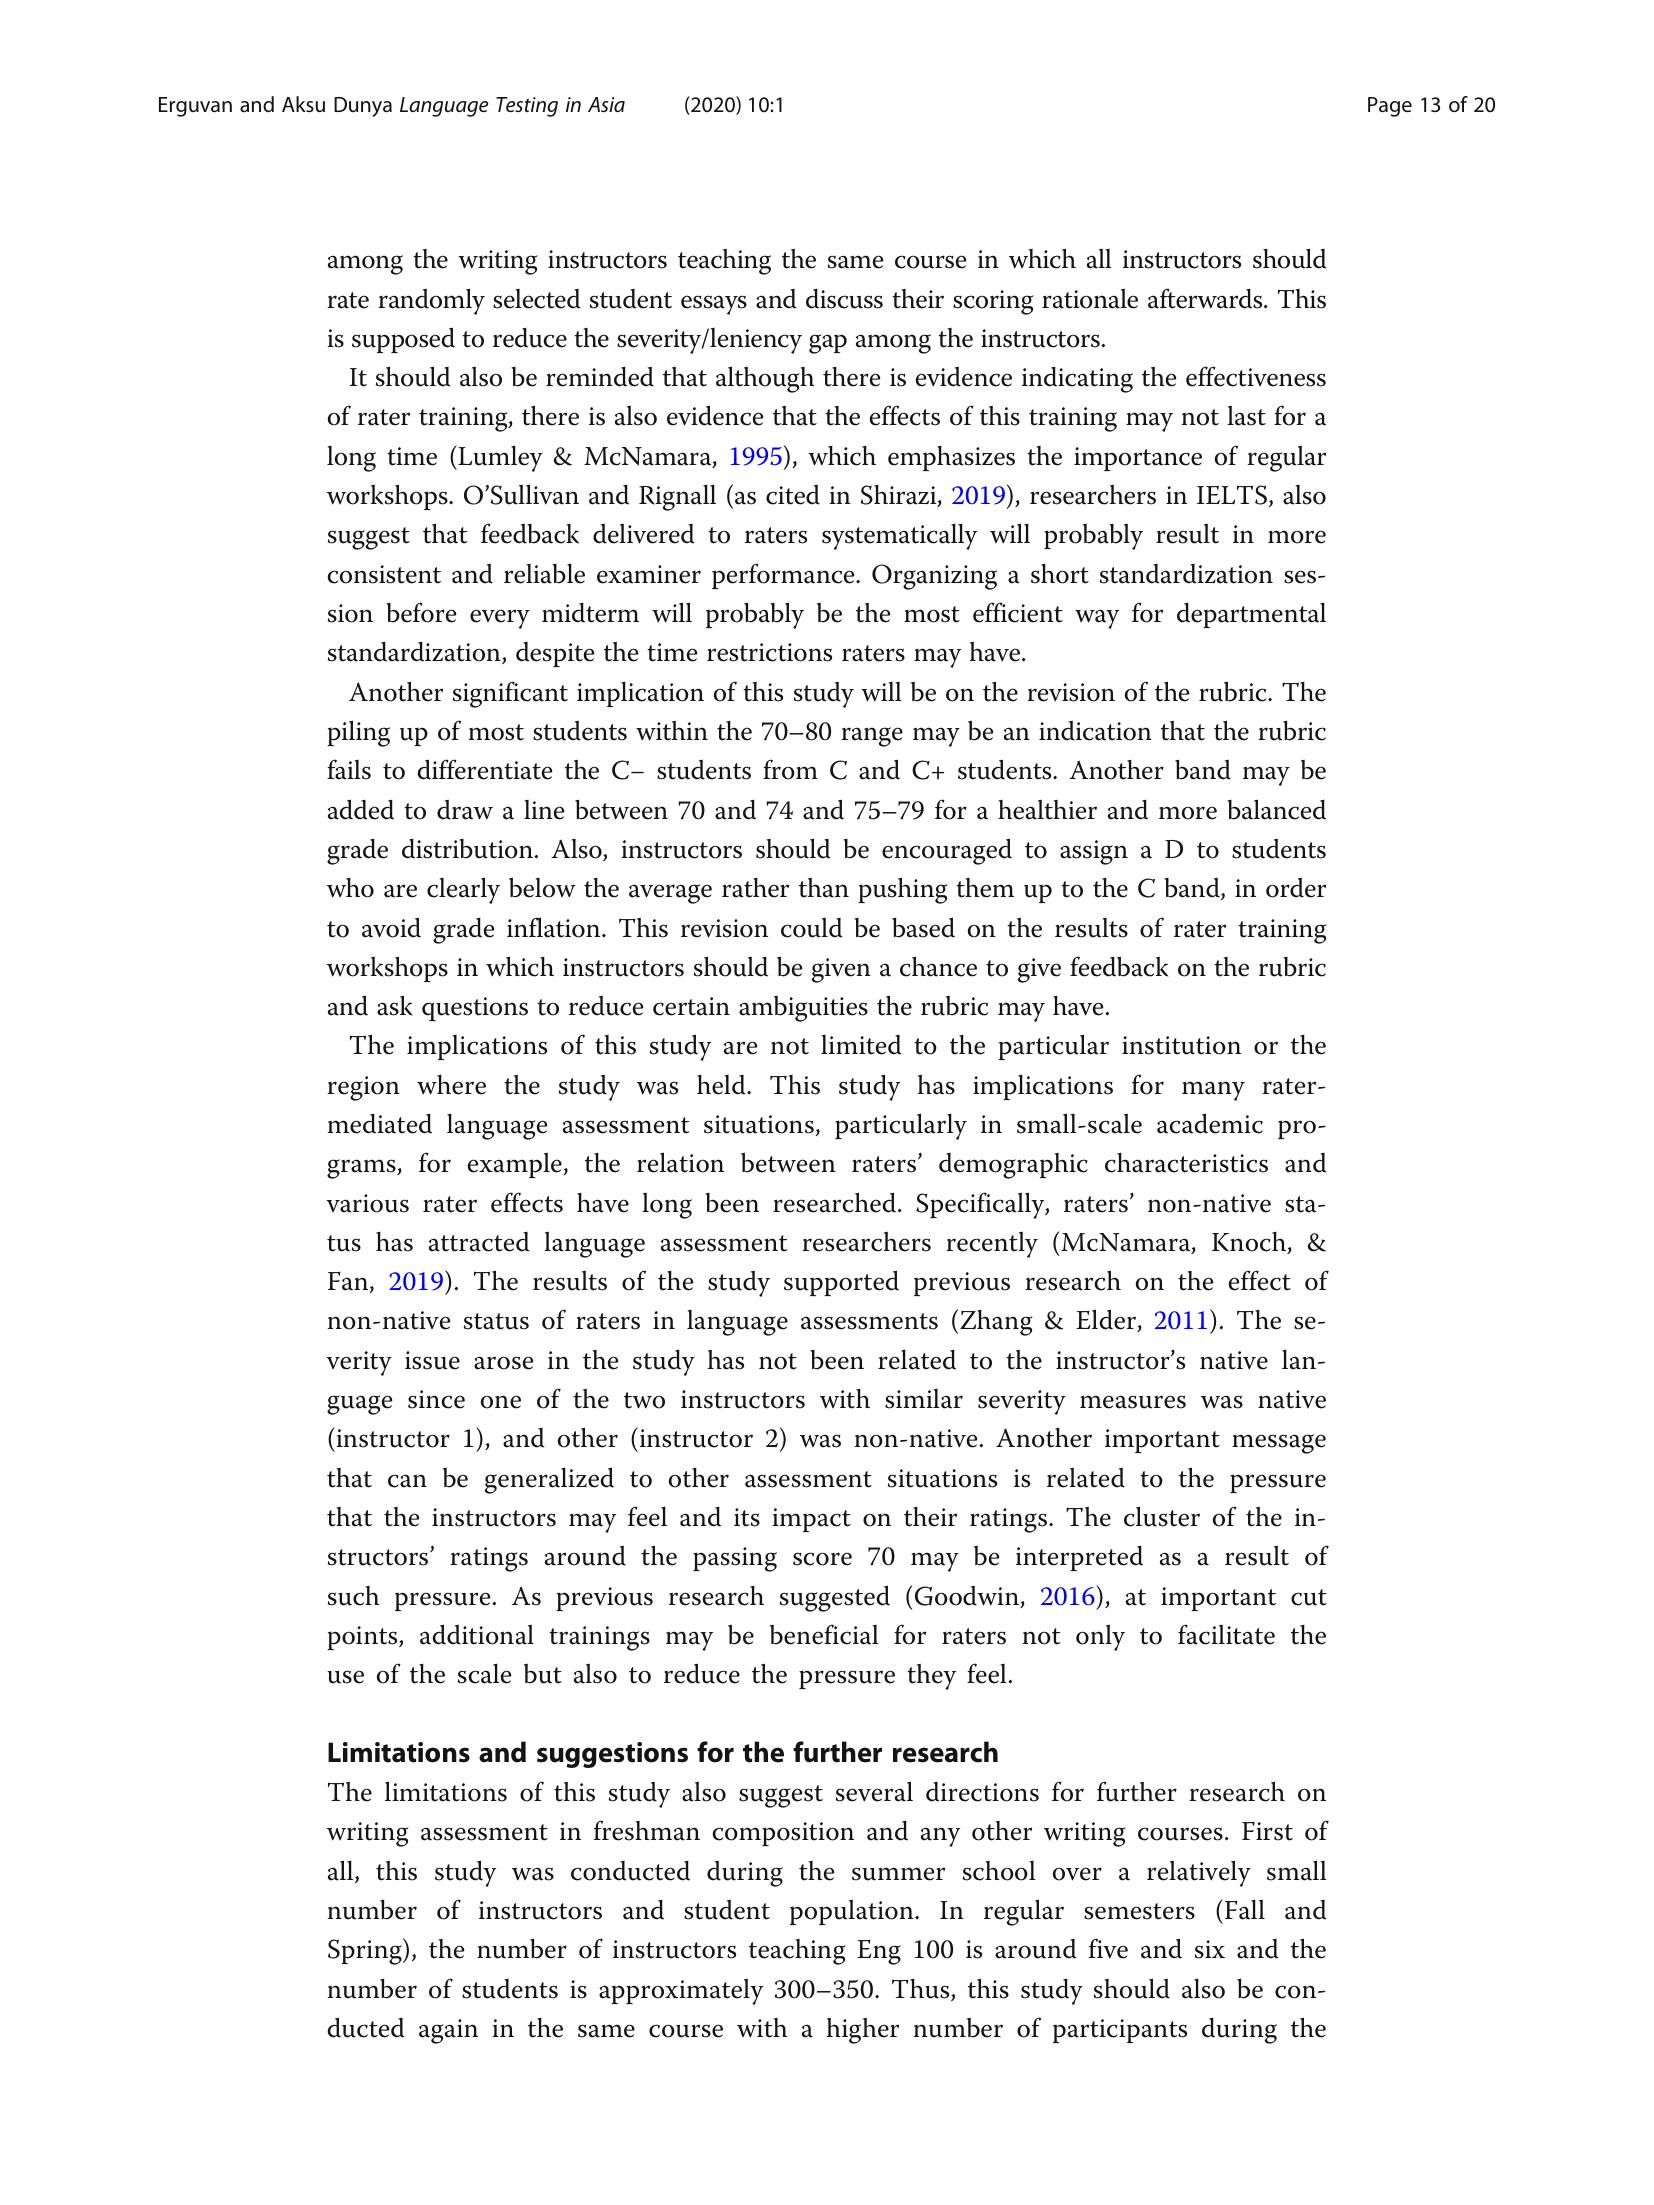 Erguvan and Aksu Dunya Language Testing in Asia (2020) 10:1 Page 13 of 20
among the writing instructors teaching the same course in which all instructors should
rate randomly selected student essays and discuss their scoring rationale afterwards. This
is supposed to reduce the severity/leniency gap among the instructors.
It should also be reminded that although there is evidence indicating the effectiveness
of rater training, there is also evidence that the effects of this training may not last for a
long time (Lumley & McNamara, 1995), which emphasizes the importance of regular
workshops. O’Sullivan and Rignall (as cited in Shirazi, 2019), researchers in IELTS, also
suggest that feedback delivered to raters systematically will probably result in more
consistent and reliable examiner performance. Organizing a short standardization ses-
sion before every midterm will probably be the most efficient way for departmental
standardization, despite the time restrictions raters may have.
Another significant implication of this study will be on the revision of the rubric. The
piling up of most students within the 70–80 range may be an indication that the rubric
fails to differentiate the C– students from C and C+ students. Another band may be
added to draw a line between 70 and 74 and 75–79 for a healthier and more balanced
grade distribution. Also, instructors should be encouraged to assign a D to students
who are clearly below the average rather than pushing them up to the C band, in order
to avoid grade inflation. This revision could be based on the results of rater training
workshops in which instructors should be given a chance to give feedback on the rubric
and ask questions to reduce certain ambiguities the rubric may have.
The implications of this study are not limited to the particular institution or the
region where the study was held. This study has implications for many rater-
mediated language assessment situations, particularly in small-scale academic pro-
grams, for example, the relation between raters’ demographic characteristics and
various rater effects have long been researched. Specifically, raters’ non-native sta-
tus has attracted language assessment researchers recently (McNamara, Knoch, &
Fan, 2019). The results of the study supported previous research on the effect of
non-native status of raters in language assessments (Zhang & Elder, 2011). The se-
verity issue arose in the study has not been related to the instructor’s native lan-
guage since one of the two instructors with similar severity measures was native
(instructor 1), and other (instructor 2) was non-native. Another important message
that can be generalized to other assessment situations is related to the pressure
that the instructors may feel and its impact on their ratings. The cluster of the in-
structors’ ratings around the passing score 70 may be interpreted as a result of
such pressure. As previous research suggested (Goodwin, 2016), at important cut
points, additional trainings may be beneficial for raters not only to facilitate the
use of the scale but also to reduce the pressure they feel.
Limitations and suggestions for the further research
The limitations of this study also suggest several directions for further research on
writing assessment in freshman composition and any other writing courses. First of
all, this study was conducted during the summer school over a relatively small
number of instructors and student population. In regular semesters (Fall and
Spring), the number of instructors teaching Eng 100 is around five and six and the
number of students is approximately 300–350. Thus, this study should also be con-
ducted again in the same course with a higher number of participants during the